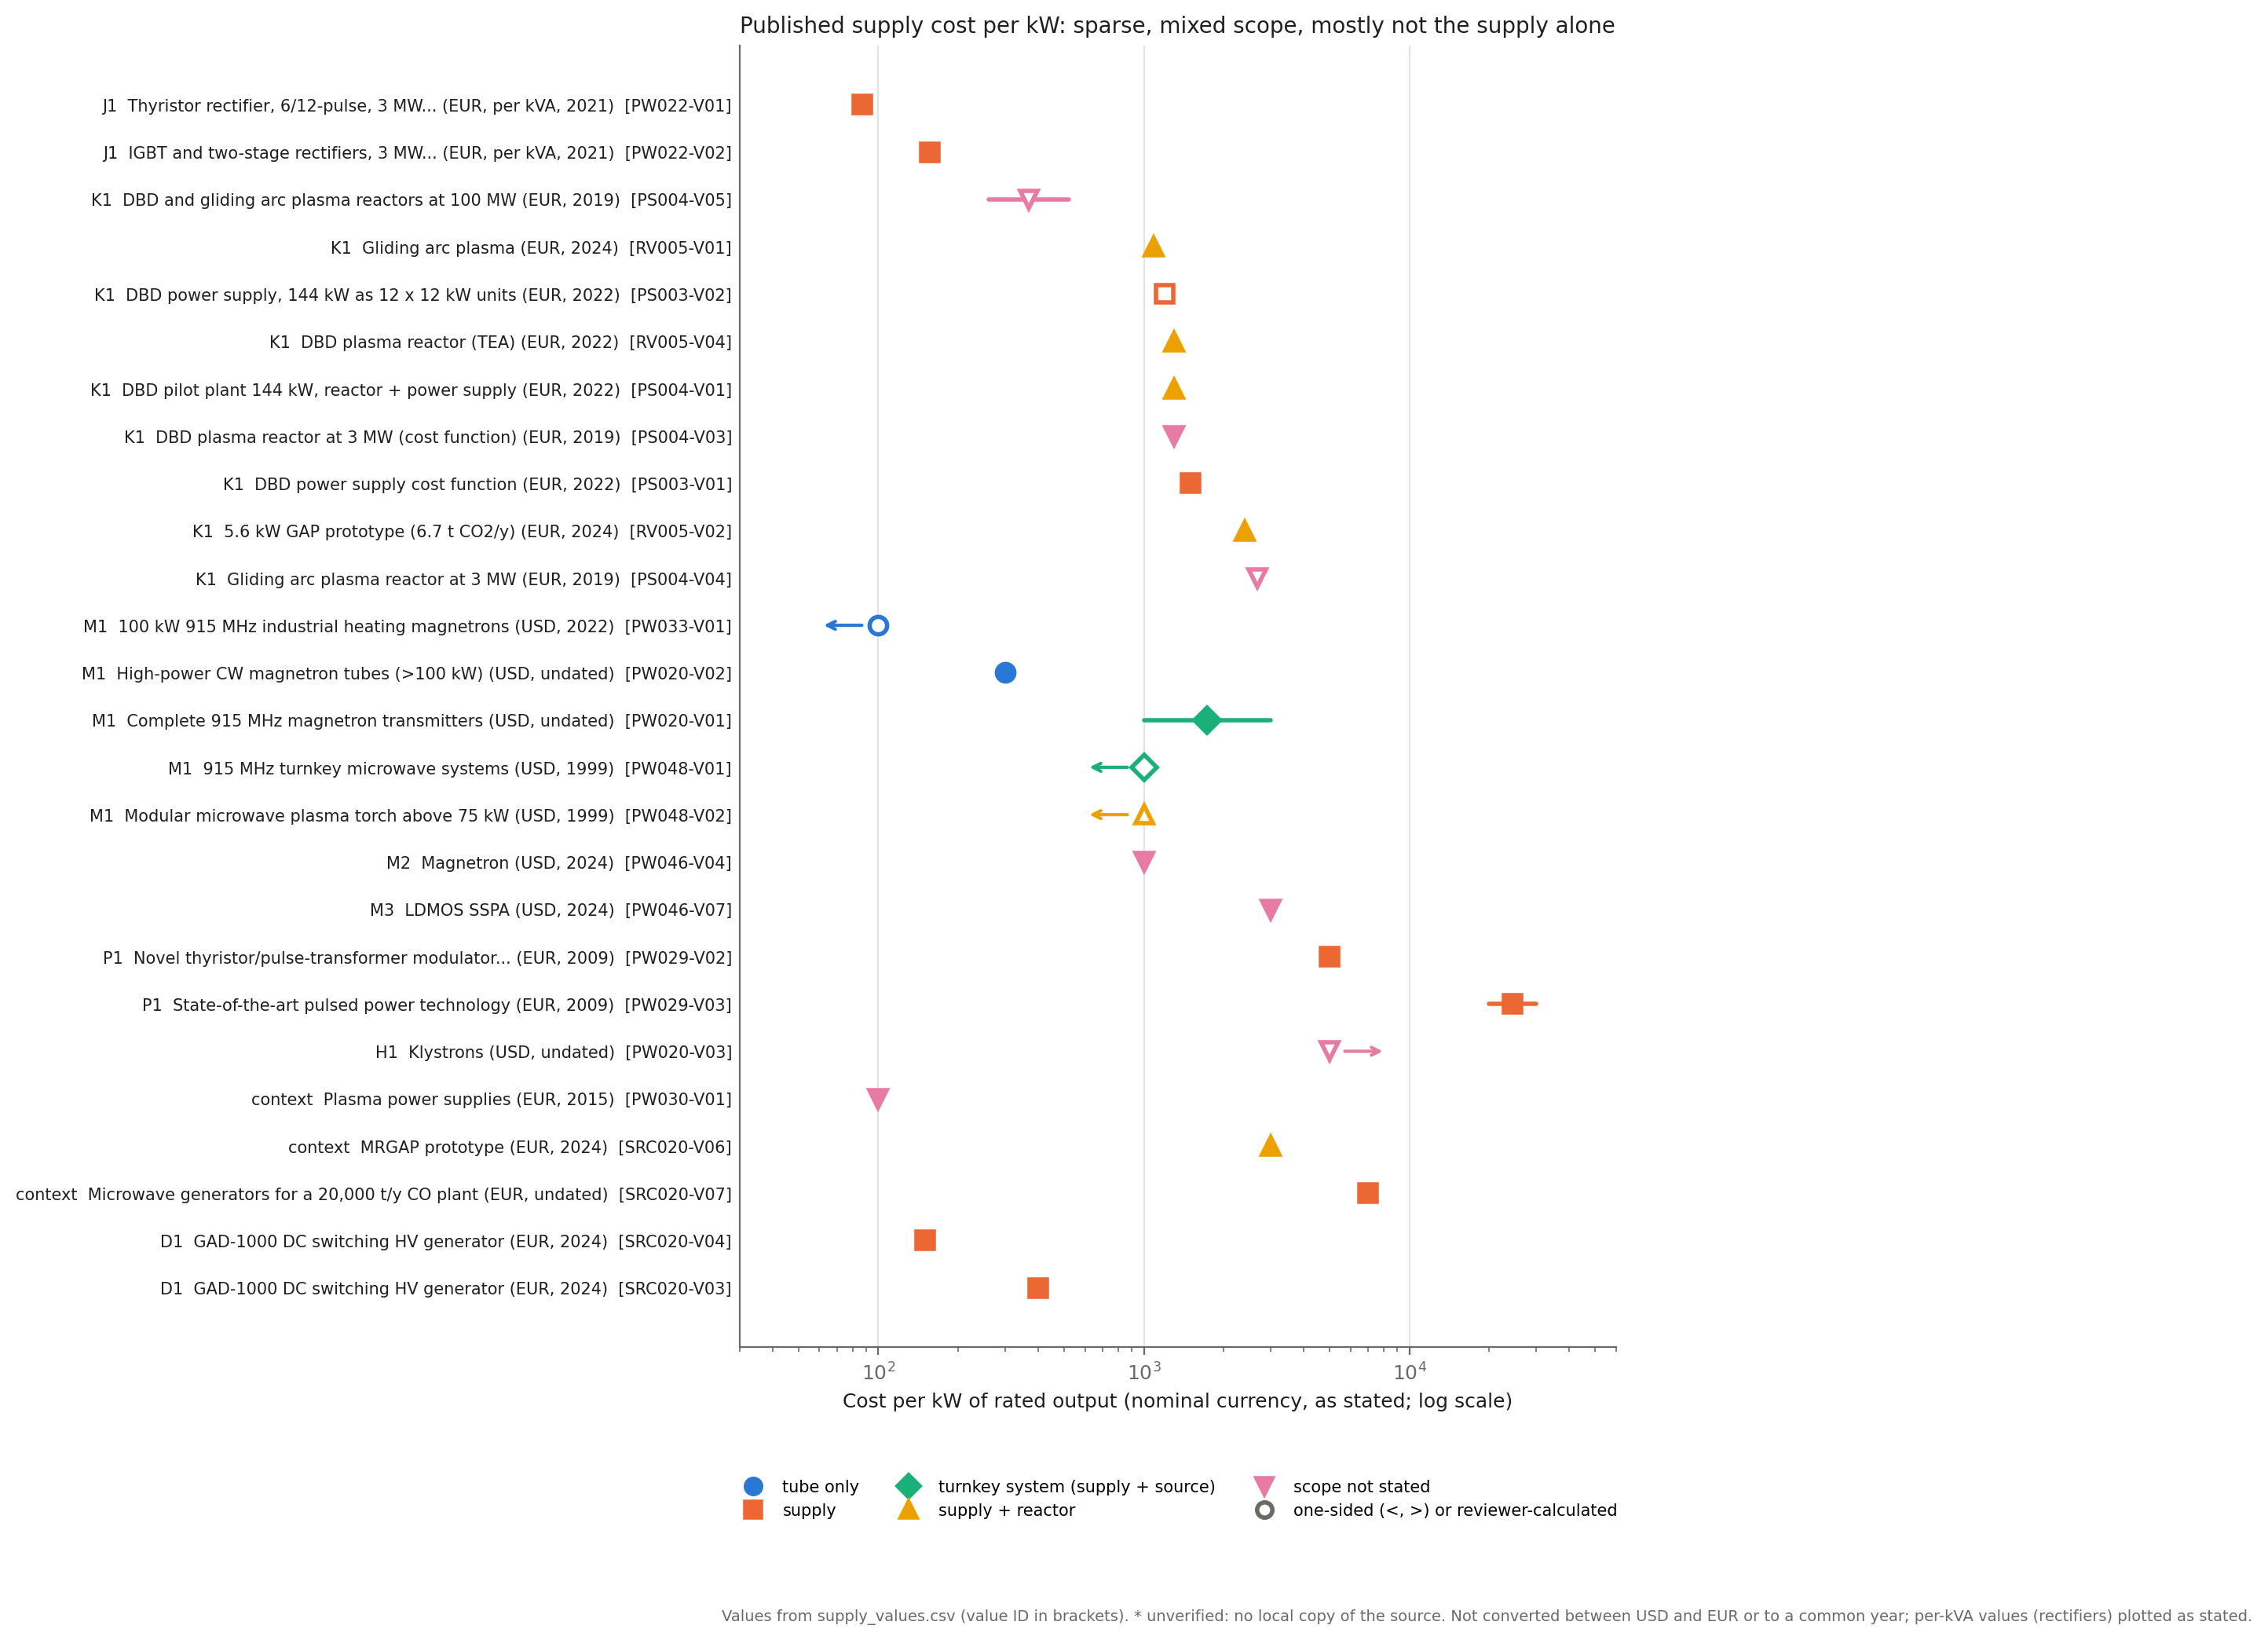 Published supply cost per kW: sparse, mixed scope, mostly not the supply alone
J1 Thyristor rectifier, 6/12-pulse, 3 MW... (EUR, per kVA, 2021) [PW022-V01]
J1 IGBT and two-stage rectifiers, 3 MW... (EUR, per kVA, 2021) [PW022-V02]
K1 DBD and gliding arc plasma reactors at 100 MW (EUR, 2019) [PS004-V05]
K1 Gliding arc plasma (EUR, 2024) [RV005-V01]
K1 DBD power supply, 144 kW as 12 x 12 kW units (EUR, 2022) [PS003-V02]
K1 DBD plasma reactor (TEA) (EUR, 2022) [RV005-V04]
K1 DBD pilot plant 144 kW, reactor + power supply (EUR, 2022) [PS004-V01]
K1 DBD plasma reactor at 3 MW (cost function) (EUR, 2019) [PS004-V03]
K1 DBD power supply cost function (EUR, 2022) [PS003-V01]
K1 5.6 kW GAP prototype (6.7 t CO2/y) (EUR, 2024) [RV005-V02]
K1 Gliding arc plasma reactor at 3 MW (EUR, 2019) [PS004-V04]
M1 100 kW 915 MHz industrial heating magnetrons (USD, 2022) [PW033-V01]
M1 High-power CW magnetron tubes (>100 kW) (USD, undated) [PW020-V02]
M1 Complete 915 MHz magnetron transmitters (USD, undated) [PW020-V01]
M1 915 MHz turnkey microwave systems (USD, 1999) [PW048-V01]
M1 Modular microwave plasma torch above 75 kW (USD, 1999) [PW048-V02]
M2 Magnetron (USD, 2024) [PW046-V04]
M3 LDMOS SSPA (USD, 2024) [PW046-V07]
P1 Novel thyristor/pulse-transformer modulator... (EUR, 2009) [PW029-V02]
P1 State-of-the-art pulsed power technology (EUR, 2009) [PW029-V03]
H1 Klystrons (USD, undated) [PW020-V03]
context Plasma power supplies (EUR, 2015) [PW030-V01]
context MRGAP prototype (EUR, 2024) [SRC020-V06]
context Microwave generators for a 20,000 t/y CO plant (EUR, undated) [SRC020-V07]
D1 GAD-1000 DC switching HV generator (EUR, 2024) [SRC020-V04]
D1 GAD-1000 DC switching HV generator (EUR, 2024) [SRC020-V03]
10² 10³ 10⁴
Cost per kW of rated output (nominal currency, as stated; log scale)
tube only turnkey system (supply + source) scope not stated
supply supply + reactor one-sided (<, >) or reviewer-calculated
Values from supply_values.csv (value ID in brackets). * unverified: no local copy of the source. Not converted between USD and EUR or to a common year; per-kVA values (rectifiers) plotted as stated.